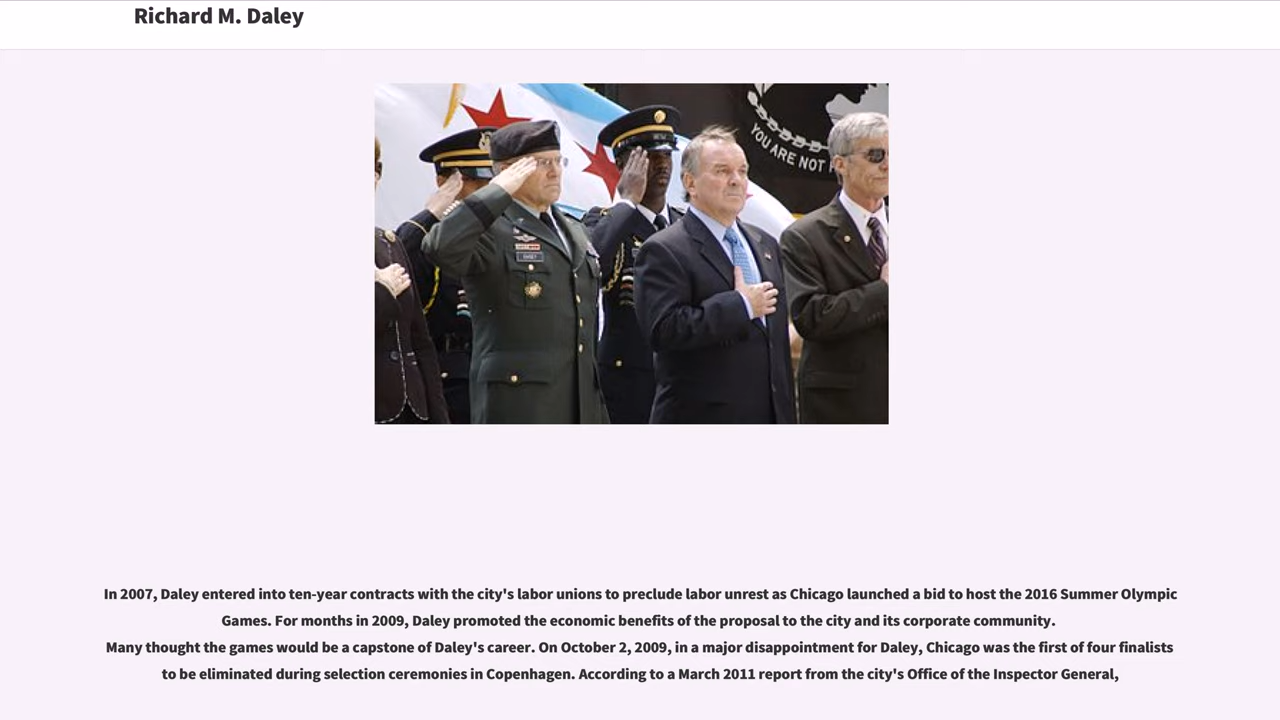 Richard M. Daley
YOU ARE NOT
In 2007, Daley entered into ten-year contracts with the city's labor unions to preclude labor unrest as Chicago launched a bid to host the 2016 Summer Olympic
Games. For months in 2009, Daley promoted the economic benefits of the proposal to the city and its corporate community.
Many thought the games would be a capstone of Daley's career. On October 2, 2009, in a major disappointment for Daley, Chicago was the first of four finalists
to be eliminated during selection ceremonies in Copenhagen. According to a March 2011 report from the city's Office of the Inspector General,